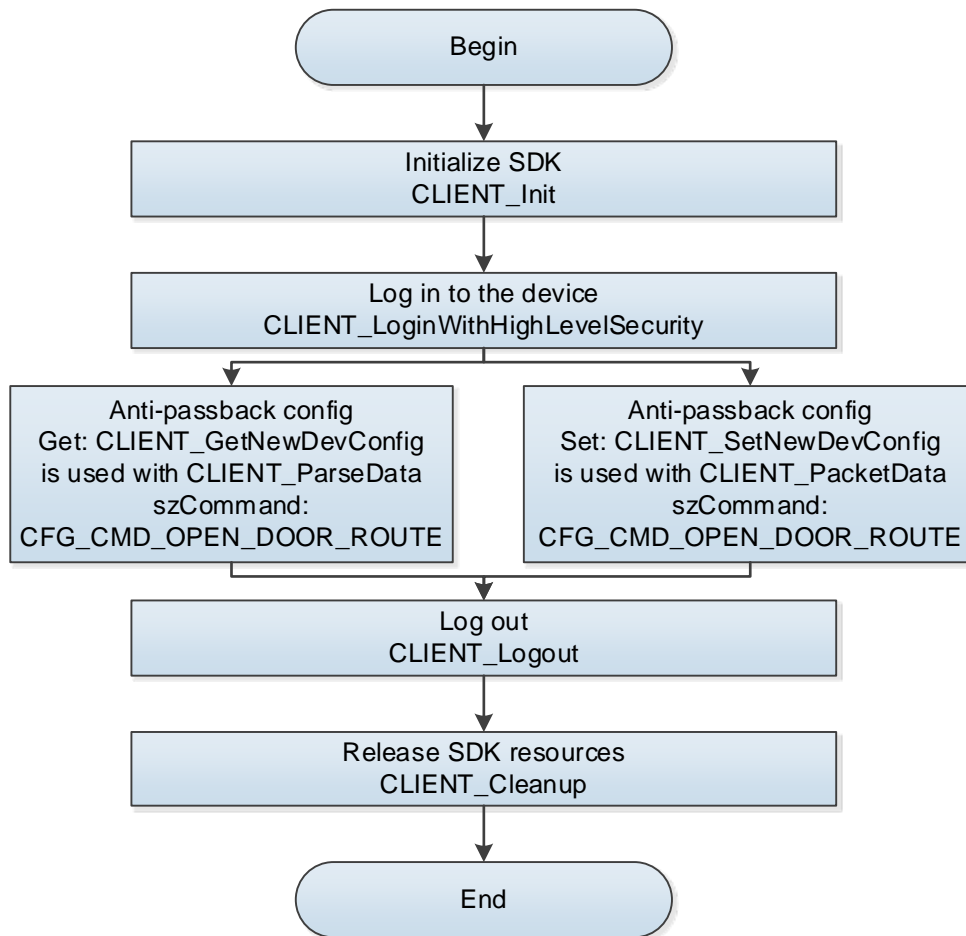 Begin
Initialize SDK
CLIENT_Init
Log in to the device
CLIENT_LoginWithHighLevelSecurity
Anti-passback config
Get: CLIENT_GetNewDevConfig
is used with CLIENT_ParseData
szCommand:
CFG_CMD_OPEN_DOOR_ROUTE
Anti-passback config
Set: CLIENT_SetNewDevConfig
is used with CLIENT_PacketData
szCommand:
CFG_CMD_OPEN_DOOR_ROUTE
Log out
CLIENT_Logout
Release SDK resources
CLIENT_Cleanup
End